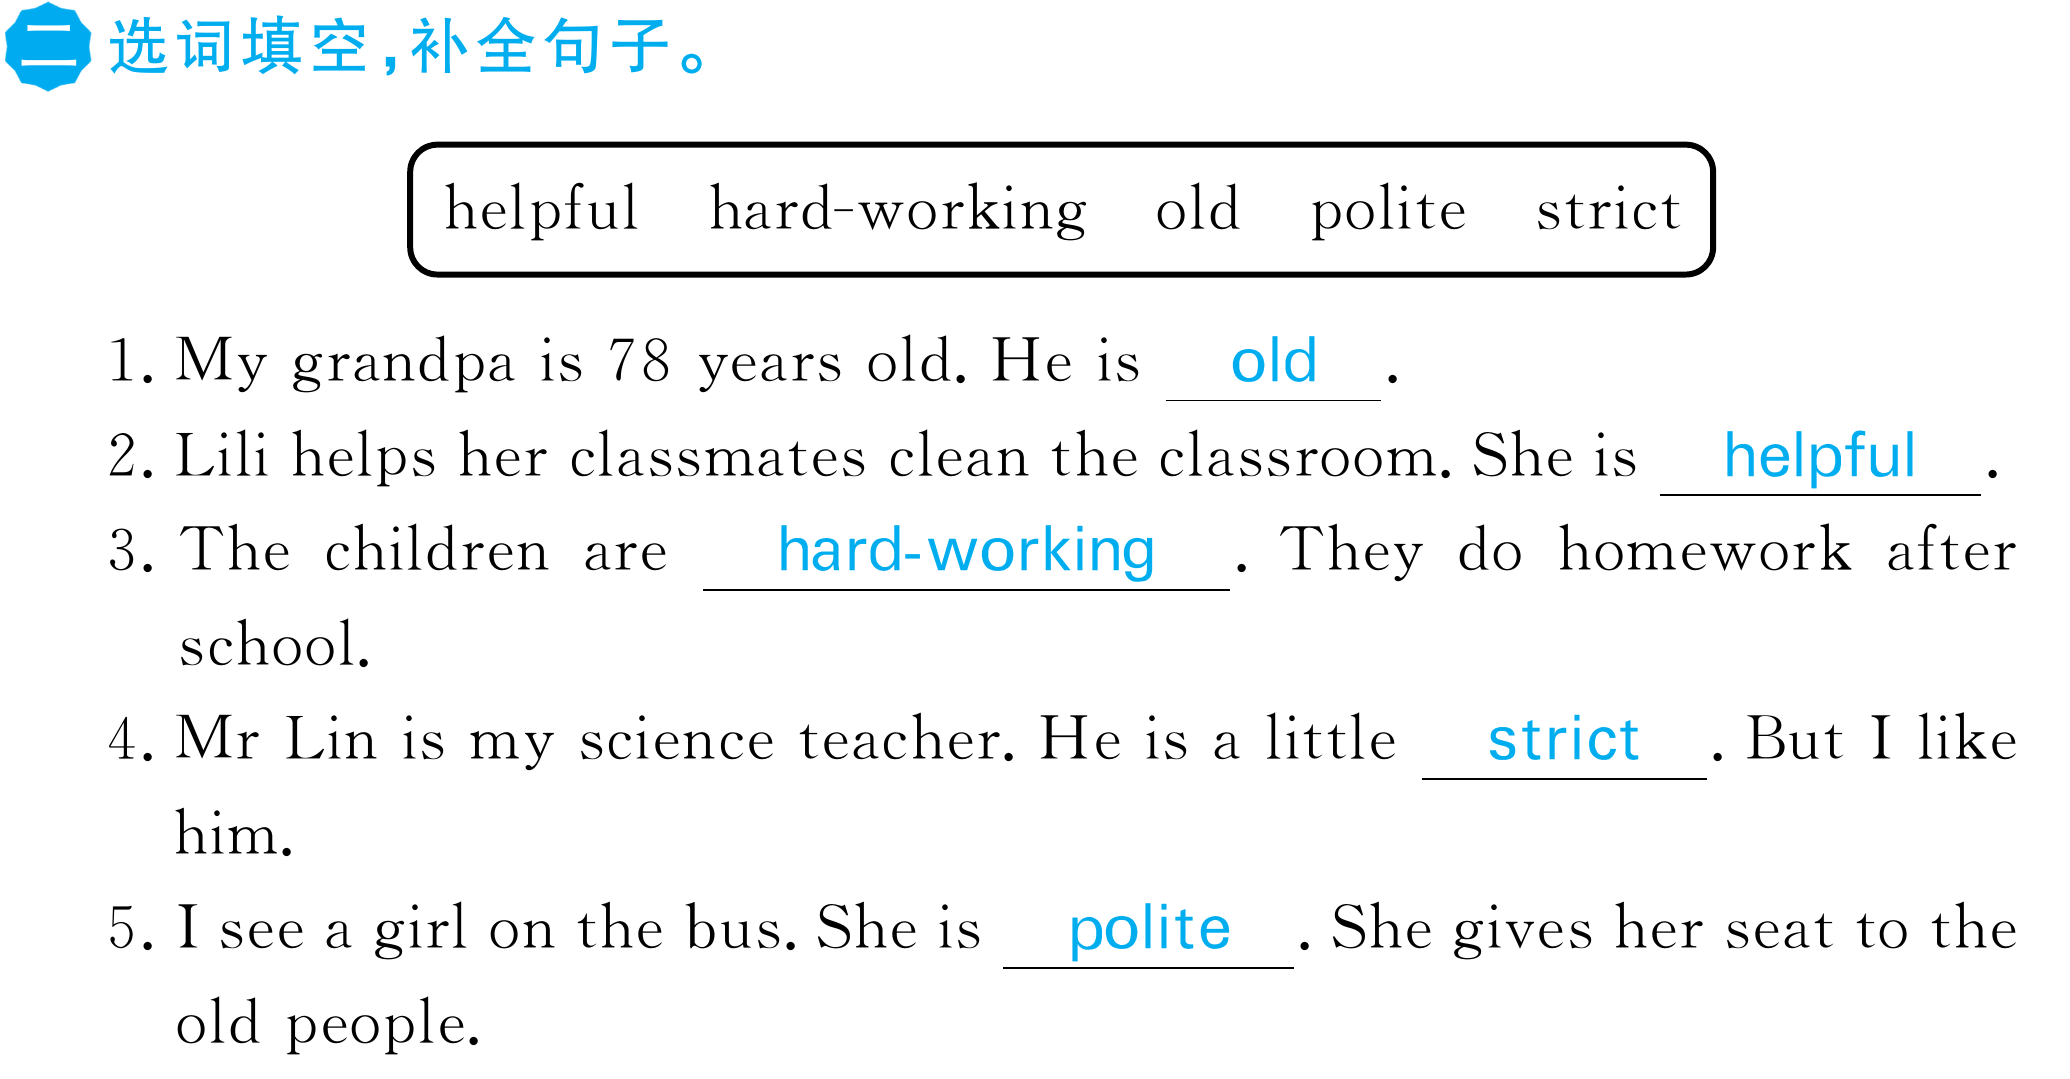 二 选词填空,补全句子。
helpful hard-working old polite strict
1. My grandpa is 78 years old. He is old.
2. Lili helps her classmates clean the classroom. She is helpful.
3. The children are hard-working. They do homework after
school.
4. Mr Lin is my science teacher. He is a little strict. But I like
him.
5. I see a girl on the bus. She is polite. She gives her seat to the
old people.